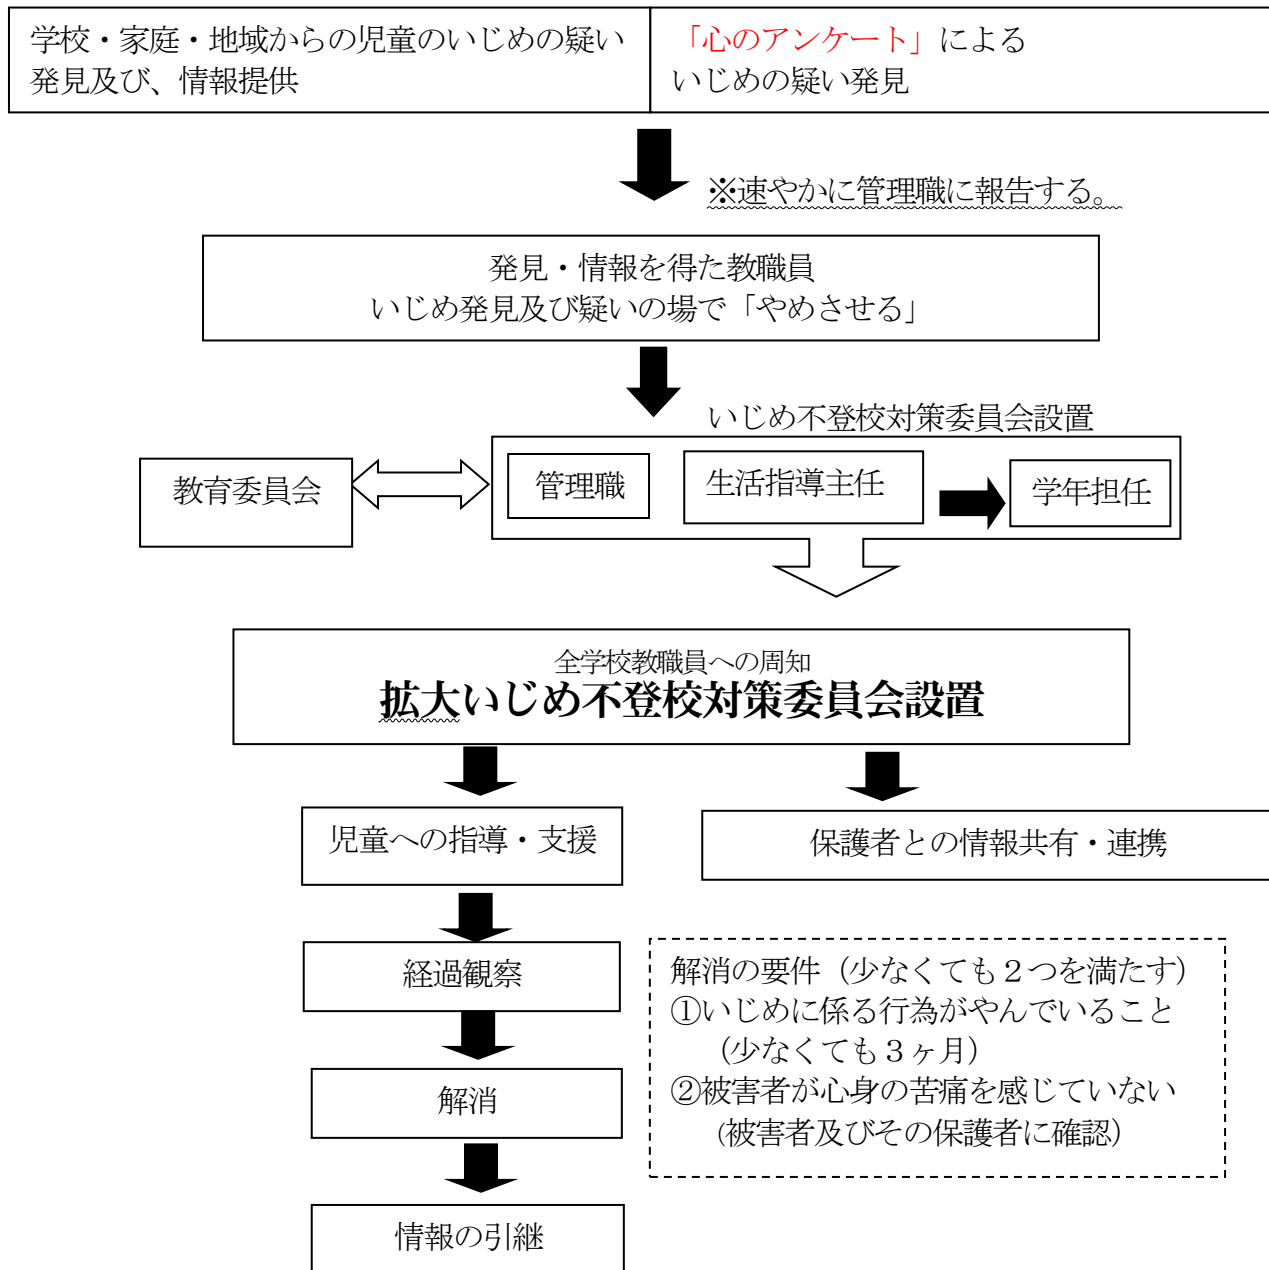 学校・家庭・地域からの児童のいじめの疑い
発見及び、情報提供
「心のアンケート」による
いじめの疑い発見
※速やかに管理職に報告する。
発見・情報を得た教職員
いじめ発見及び疑いの場で「やめさせる」
いじめ不登校対策委員会設置
教育委員会
管理職
生活指導主任
学年担任
全学校教職員への周知
拡大いじめ不登校対策委員会設置
児童への指導・支援
保護者との情報共有・連携
経過観察
解消
情報の引継
解消の要件（少なくても２つを満たす）
①いじめに係る行為がやんでいること
（少なくても３ヶ月）
②被害者が心身の苦痛を感じていない
（被害者及びその保護者に確認）